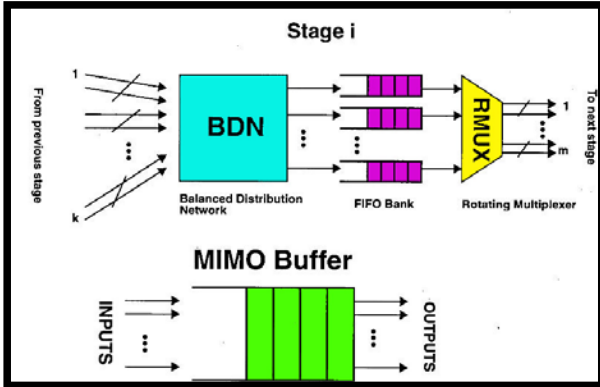 Stage i
From previous stage
1
k
BDN
RMUX
1
m
To next stage
Balanced Distribution
Network
FIFO Bank
Rotating Multiplexer
MIMO Buffer
INPUTS
OUTPUTS